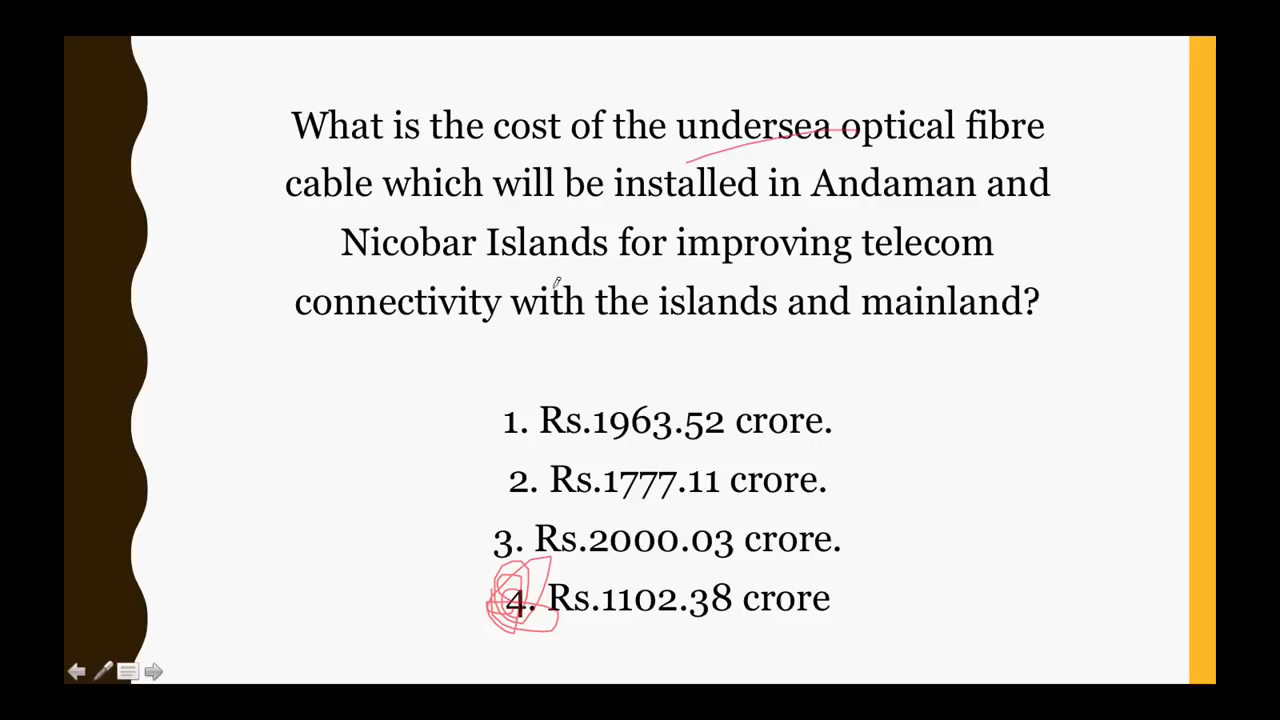 What is the cost of the undersea optical fibre
cable which will be installed in Andaman and
Nicobar Islands for improving telecom
connectivity with the islands and mainland?
1. Rs.1963.52 crore.
2. Rs.1777.11 crore.
3. Rs.2000.03 crore.
4. Rs.1102.38 crore